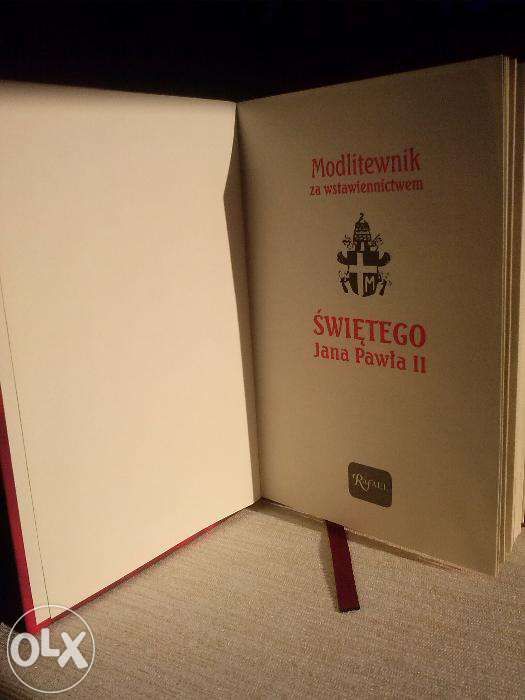 Modlitewnik
za wstawiennictwem
M
ŚWIĘTEGO
Jana Pawła II
RAFAEL
OLX